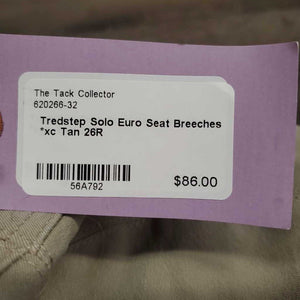 The Tack Collector
620266-32
Tredstep Solo Euro Seat Breeches
*xc Tan 26R
56A792
$86.00